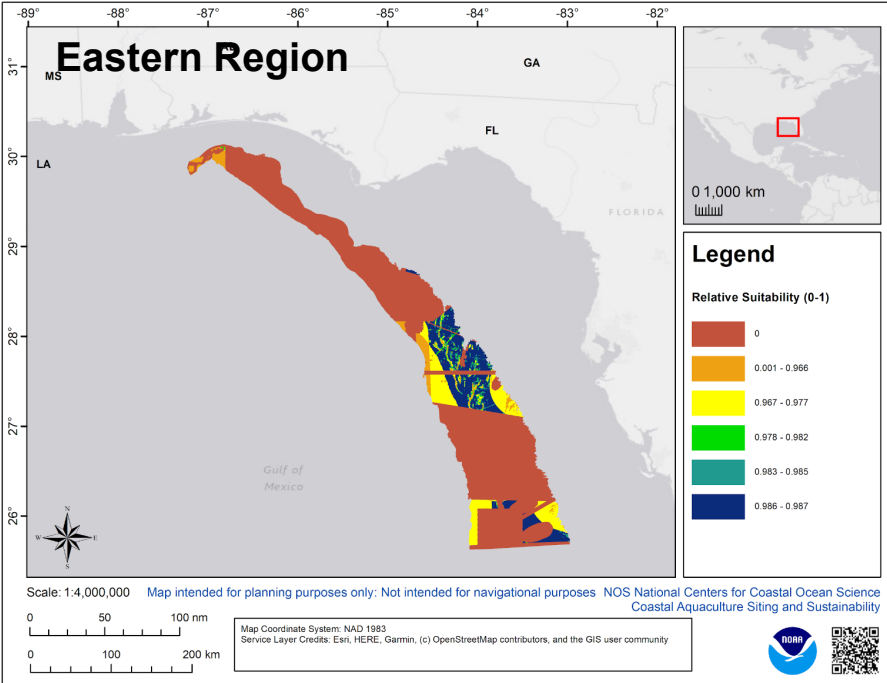 -89° -88° -87° -86° -85° -84° -83° -82°
Eastern Region
31°
30°
29°
28°
27°
26°
MS
GA
FL
LA
FLORIDA
Gulf of
Mexico
N
W E
S
0 1,000 km
Legend
Relative Suitability (0-1)
0
0.001 - 0.966
0.967 - 0.977
0.978 - 0.982
0.983 - 0.985
0.986 - 0.987
Scale: 1:4,000,000 Map intended for planning purposes only: Not intended for navigational purposes NOS National Centers for Coastal Ocean Science
Coastal Aquaculture Siting and Sustainability
0 50 100 nm
0 100 200 km
Map Coordinate System: NAD 1983
Service Layer Credits: Esri, HERE, Garmin, (c) OpenStreetMap contributors, and the GIS user community
NOAA